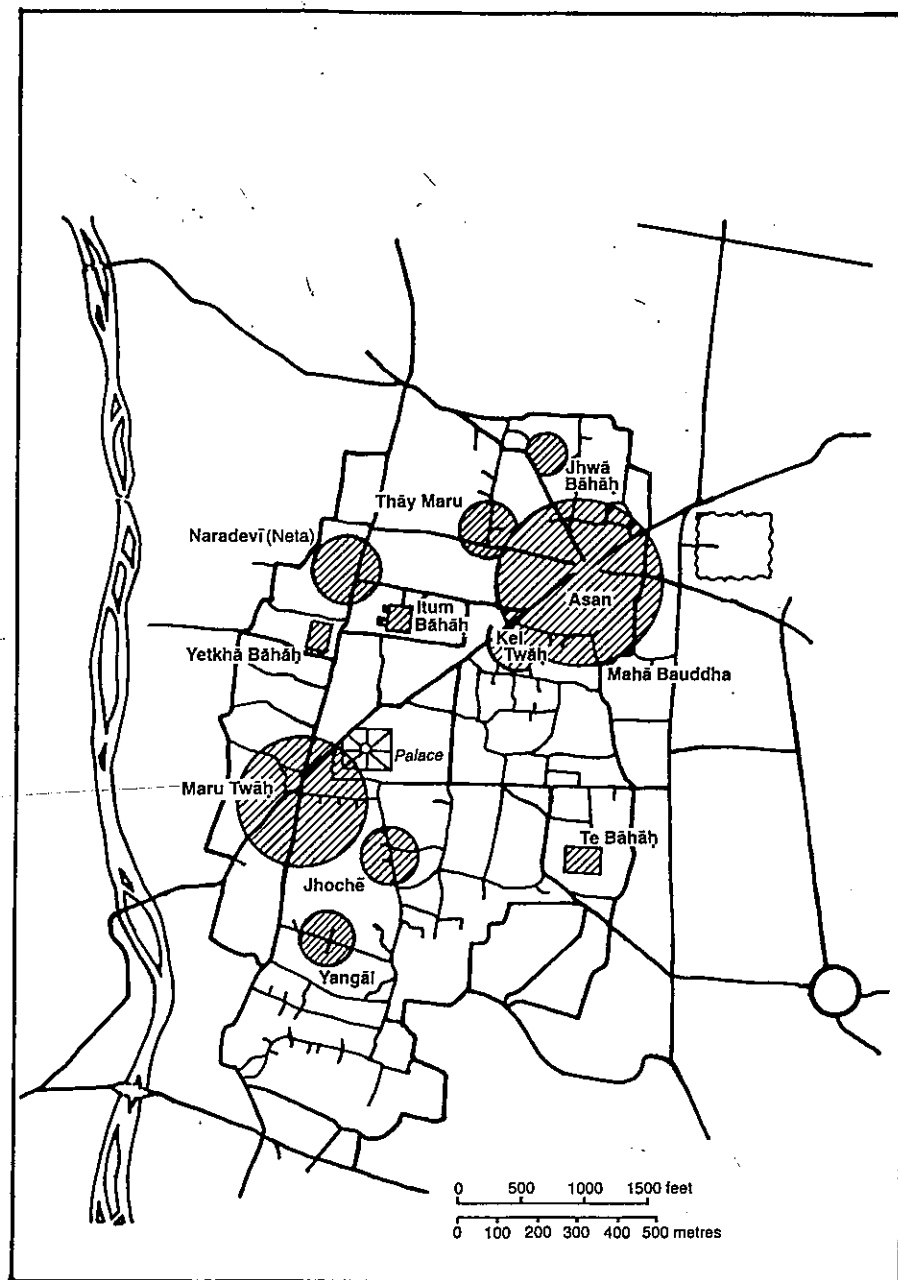 Jhwā
Bāhāḥ
Thāy Maru
Naradevī (Neta)
Asan
Itum
Bāhāḥ
Kel
Twāḥ
Yetkhā Bāhāḥ
Mahā Bauddha
Palace
Maru Twāḥ
Te Bāhāḥ
Jhochẽ
Yangāl
0 500 1000 1500 feet
0 100 200 300 400 500 metres